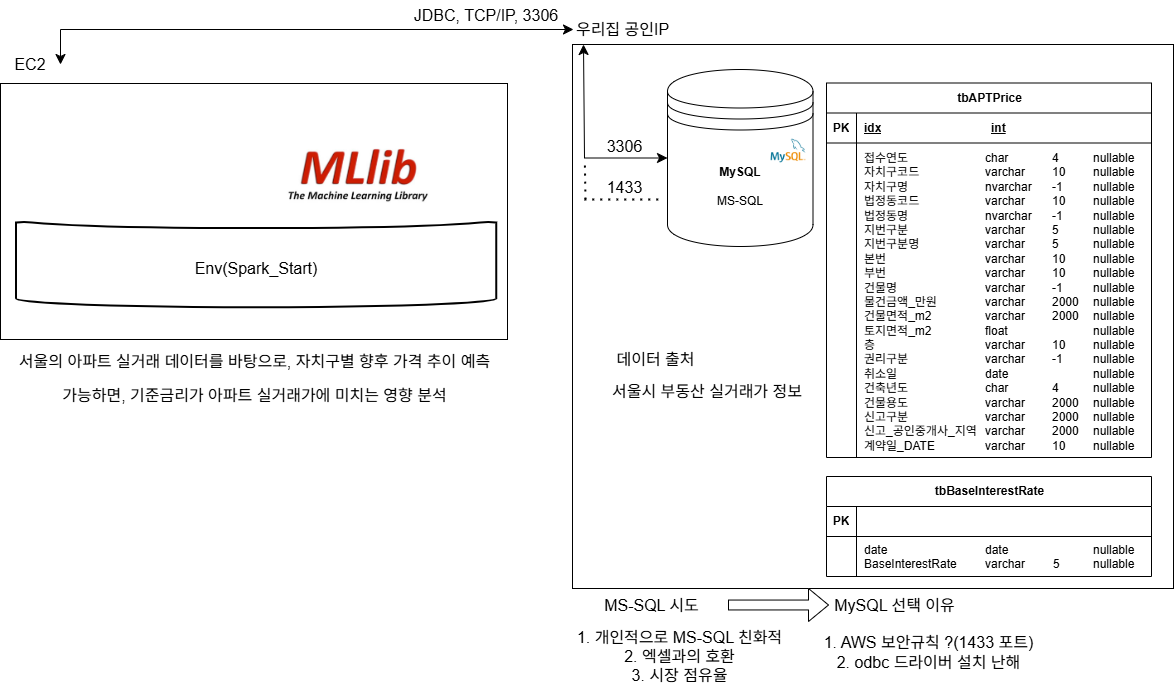 JDBC, TCP/IP, 3306
우리집 공인IP
EC2
MLlib
The Machine Learning Library
Env(Spark_Start)
서울의 아파트 실거래 데이터를 바탕으로, 자치구별 향후 가격 추이 예측
가능하면, 기준금리가 아파트 실거래가에 미치는 영향 분석
3306
1433
MySQL
MySQL
MS-SQL
데이터 출처
서울시 부동산 실거래가 정보
tbAPTPrice
PK idx int
접수연도 char 4 nullable
자치구코드 varchar 10 nullable
자치구명 nvarchar -1 nullable
법정동코드 varchar 10 nullable
법정동명 nvarchar -1 nullable
지번구분 varchar 5 nullable
지번구분명 varchar 5 nullable
본번 varchar 10 nullable
부번 varchar 10 nullable
건물명 varchar -1 nullable
물건금액_만원 varchar 2000 nullable
건물면적_m2 varchar 2000 nullable
토지면적_m2 float nullable
층 varchar 10 nullable
권리구분 varchar -1 nullable
취소일 date nullable
건축년도 char 4 nullable
건물용도 varchar 2000 nullable
신고구분 varchar 2000 nullable
신고_공인중개사_지역 varchar 2000 nullable
계약일_DATE varchar 10 nullable
tbBaseInterestRate
PK
date date nullable
BaseInterestRate varchar 5 nullable
MS-SQL 시도
1. 개인적으로 MS-SQL 친화적
2. 엑셀과의 호환
3. 시장 점유율
MySQL 선택 이유
1. AWS 보안규칙 ?(1433 포트)
2. odbc 드라이버 설치 난해